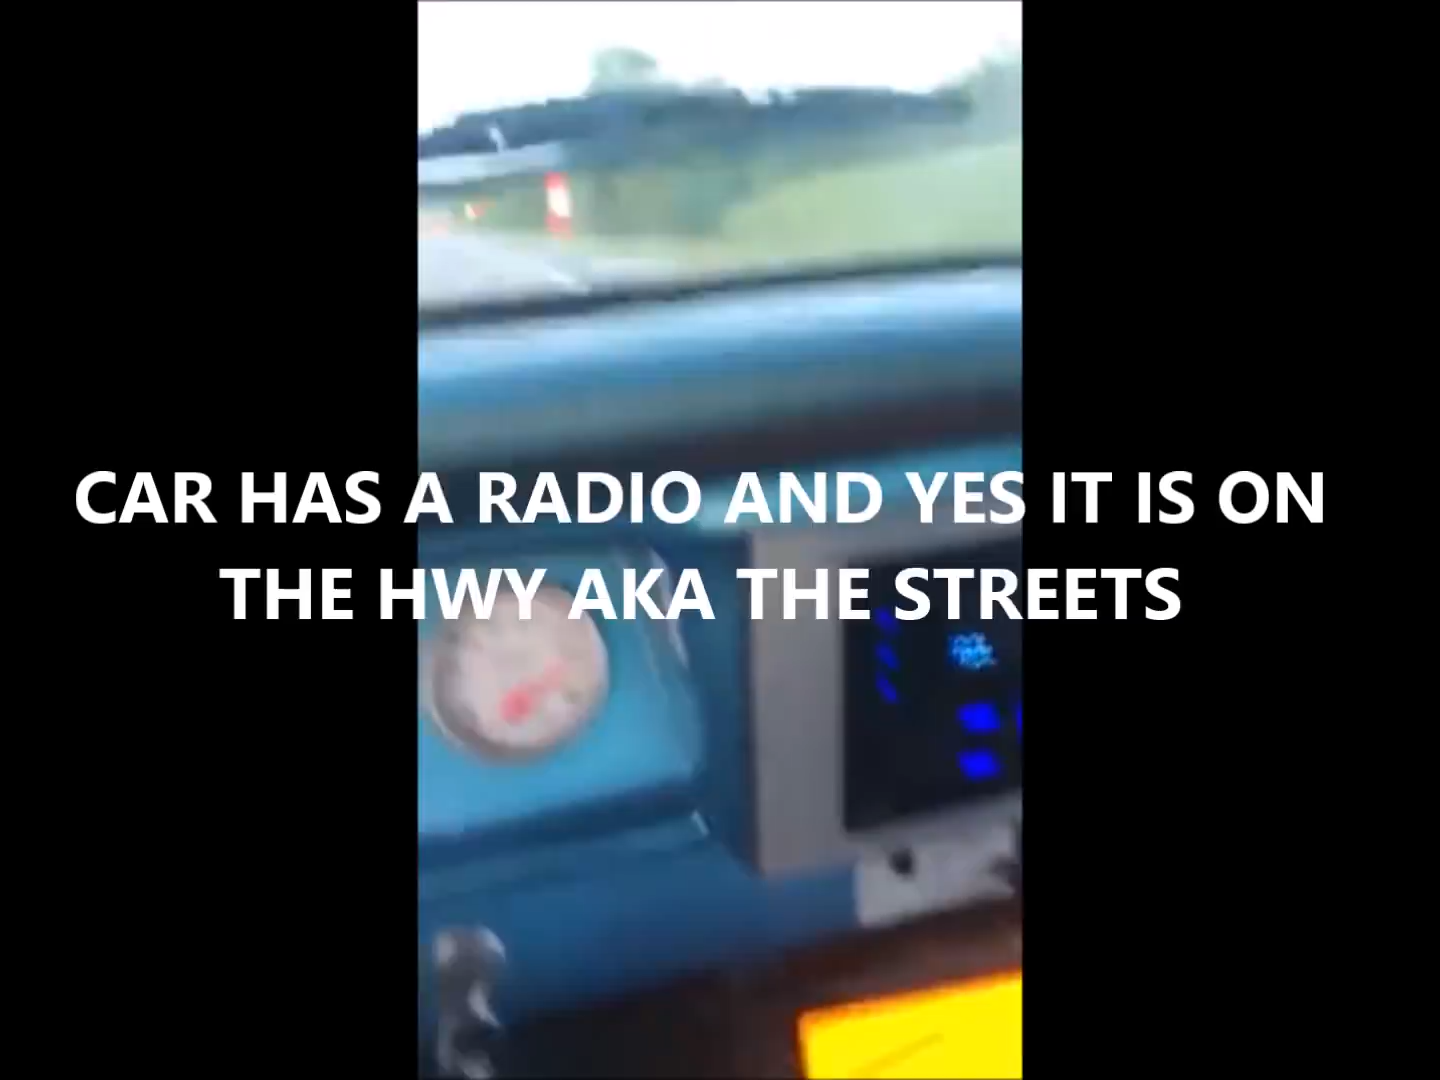 CAR HAS A RADIO AND YES IT IS ON
THE HWY AKA THE STREETS